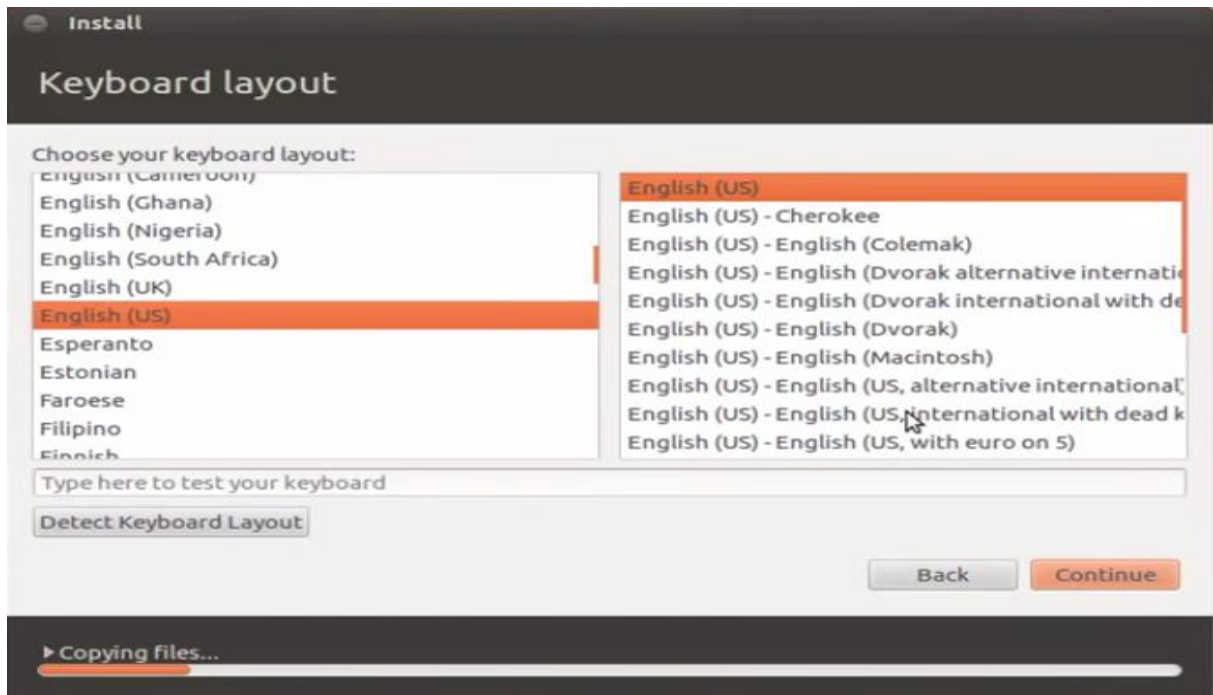 Install
Keyboard layout
Choose your keyboard layout:
English (Cameroon)
English (Ghana)
English (Nigeria)
English (South Africa)
English (UK)
English (US)
Esperanto
Estonian
Faroese
Filipino
Finnish
English (US)
English (US) - Cherokee
English (US) - English (Colemak)
English (US) - English (Dvorak alternative internatic
English (US) - English (Dvorak international with de
English (US) - English (Dvorak)
English (US) - English (Macintosh)
English (US) - English (US, alternative international)
English (US) - English (US, international with dead k
English (US) - English (US, with euro on 5)
Type here to test your keyboard
Detect Keyboard Layout
Back Continue
Copying files...